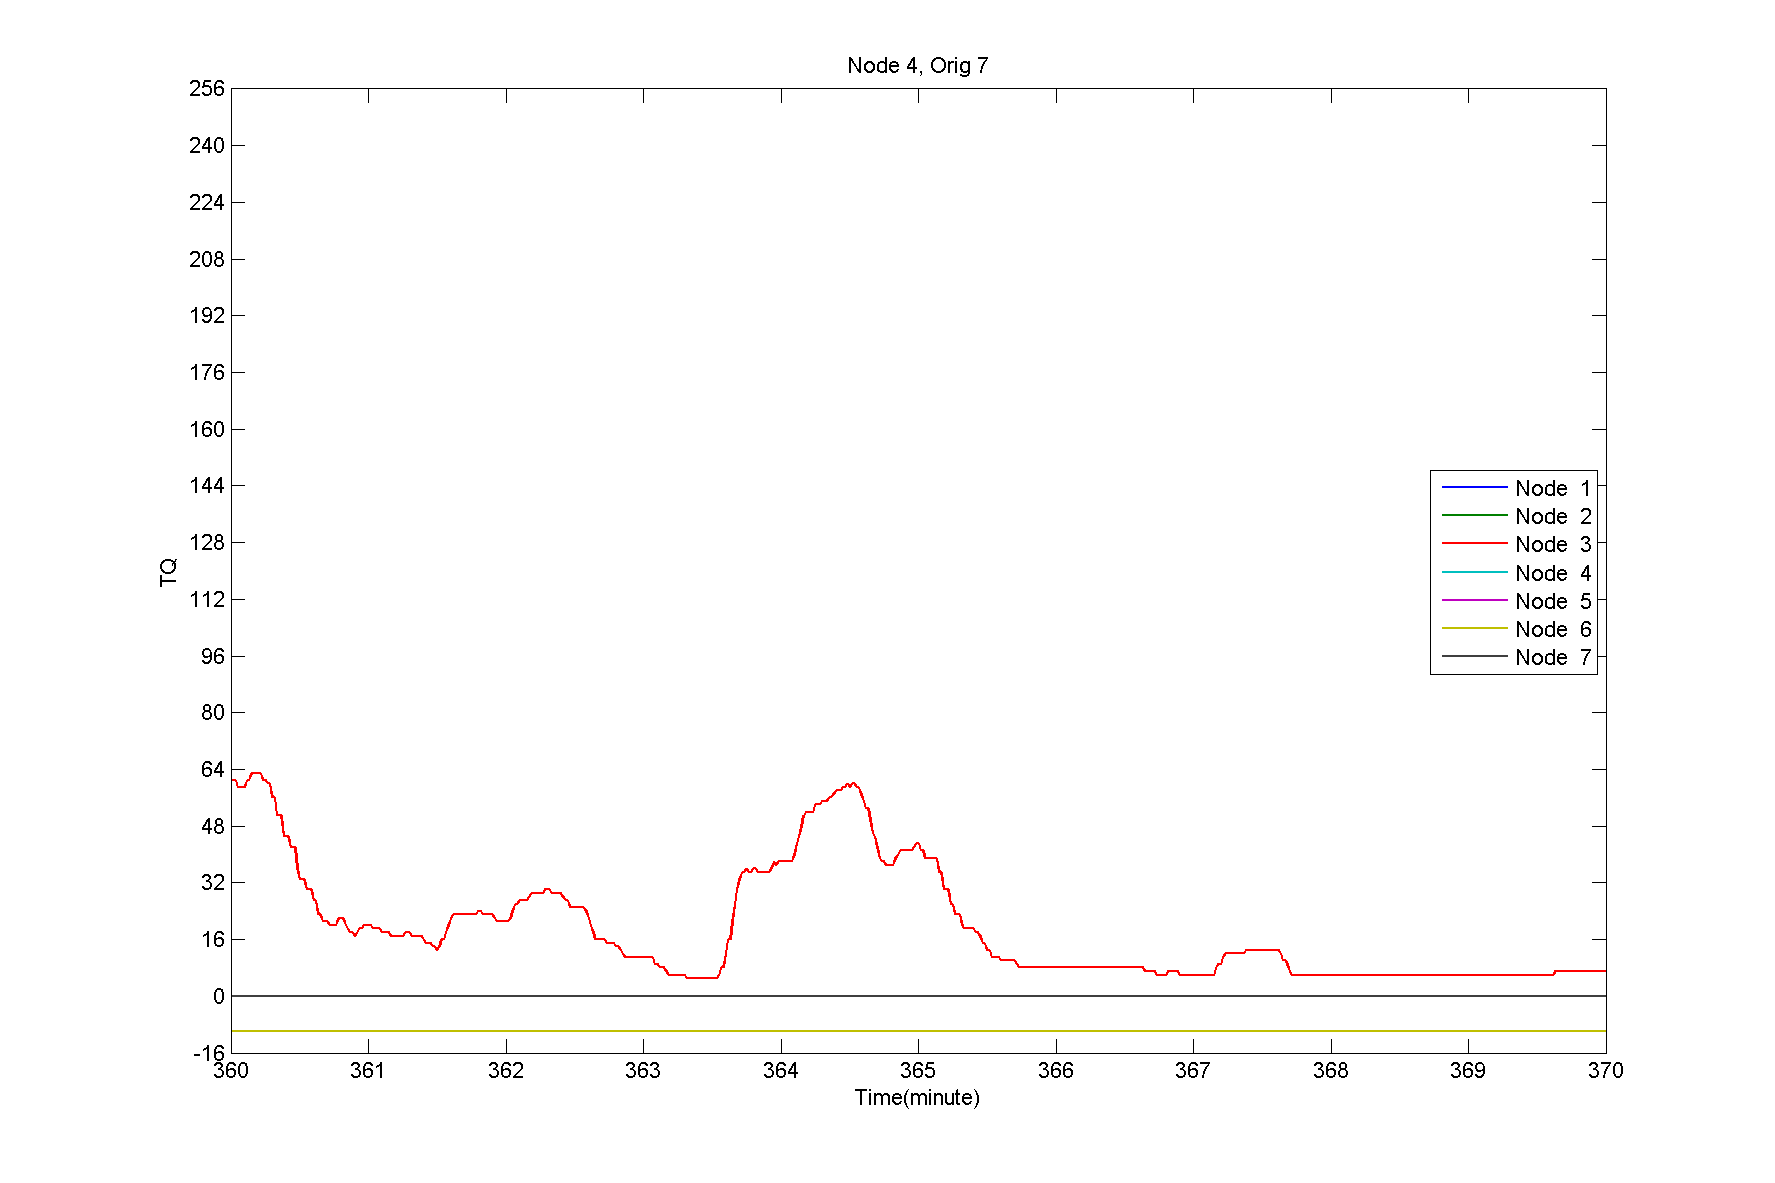 Node 4, Orig 7
256
240
224
208
192
176
160
144
128
112
96
80
64
48
32
16
0
-16
TQ
Node 1
Node 2
Node 3
Node 4
Node 5
Node 6
Node 7
360 361 362 363 364 365 366 367 368 369 370
Time(minute)